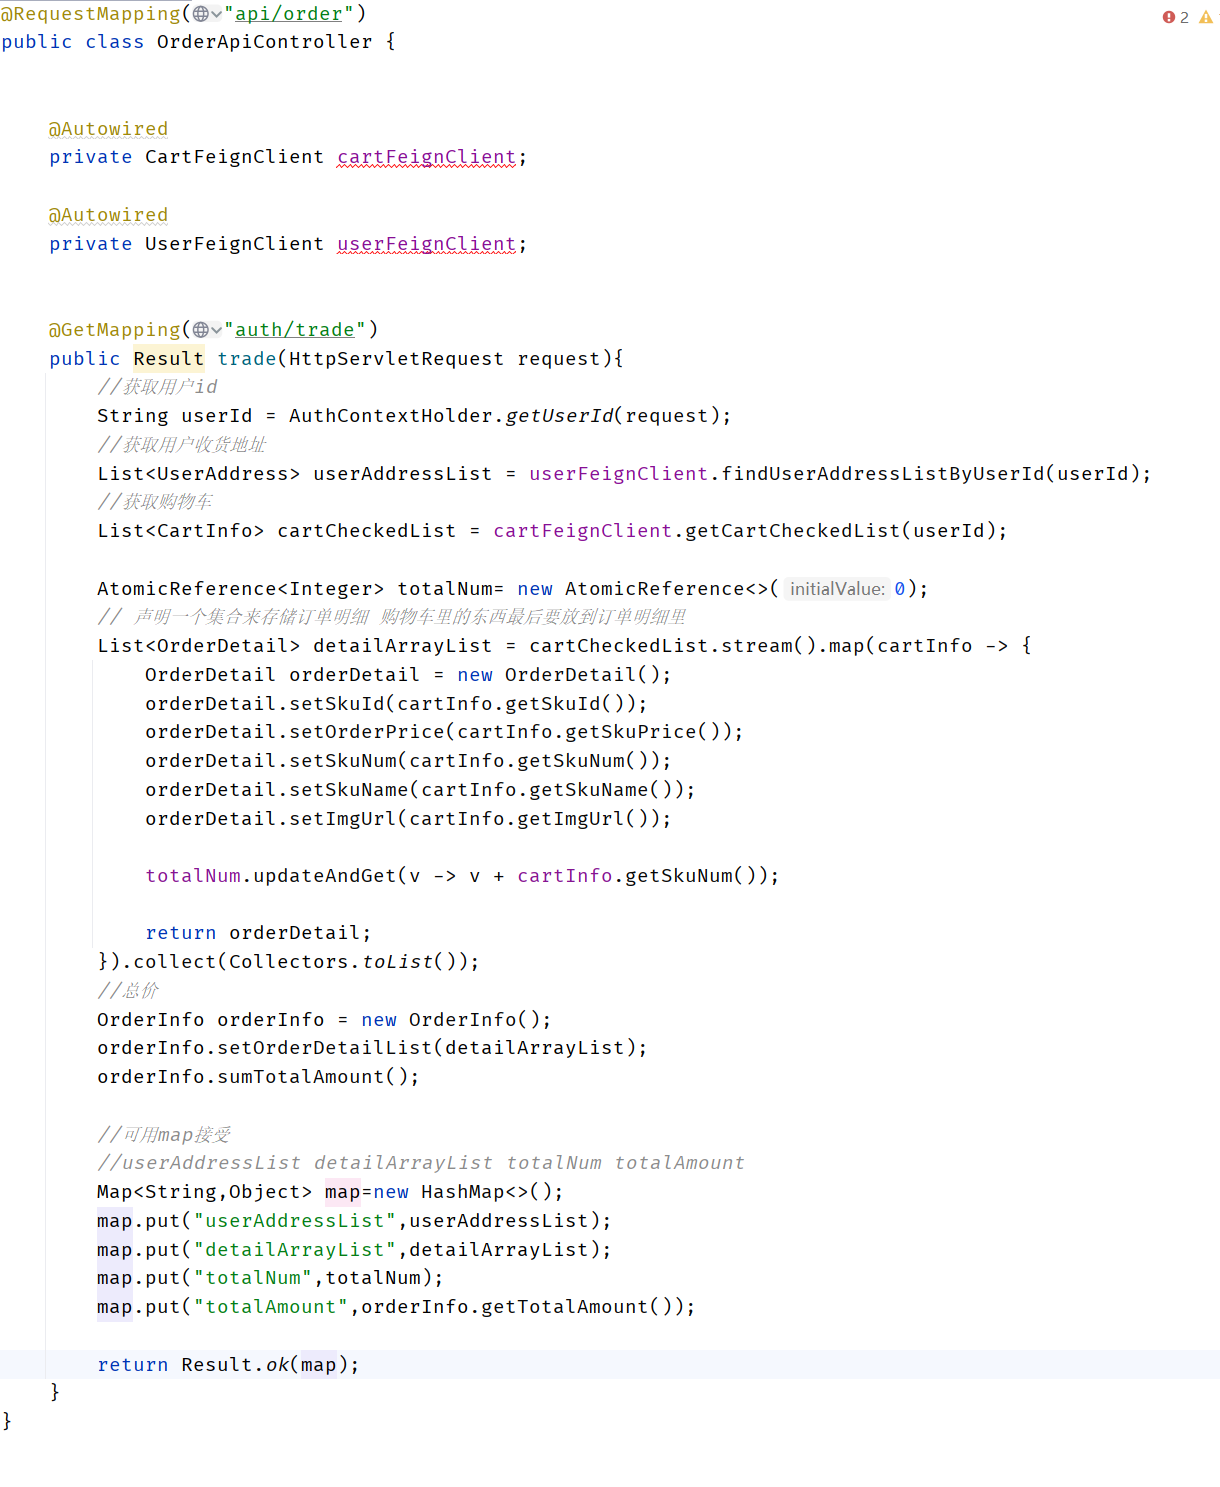 @RequestMapping("api/order")
2
public class OrderApiController {
@Autowired
private CartFeignClient cartFeignClient;
@Autowired
private UserFeignClient userFeignClient;
@GetMapping("auth/trade")
public Result trade(HttpServletRequest request){
//获取用户id
String userId = AuthContextHolder.getUserId(request);
//获取用户收货地址
List<UserAddress> userAddressList = userFeignClient.findUserAddressListByUserId(userId);
//获取购物车
List<CartInfo> cartCheckedList = cartFeignClient.getCartCheckedList(userId);
AtomicReference<Integer> totalNum= new AtomicReference<>( initialValue: 0);
// 声明一个集合来存储订单明细 购物车里的东西最后要放到订单明细里
List<OrderDetail> detailArrayList = cartCheckedList.stream().map(cartInfo -> {
OrderDetail orderDetail = new OrderDetail();
orderDetail.setSkuId(cartInfo.getSkuId());
orderDetail.setOrderPrice(cartInfo.getSkuPrice());
orderDetail.setSkuNum(cartInfo.getSkuNum());
orderDetail.setSkuName(cartInfo.getSkuName());
orderDetail.setImgUrl(cartInfo.getImgUrl());
totalNum.updateAndGet(v -> v + cartInfo.getSkuNum());
return orderDetail;
}).collect(Collectors.toList());
//总价
OrderInfo orderInfo = new OrderInfo();
orderInfo.setOrderDetailList(detailArrayList);
orderInfo.sumTotalAmount();
//可用map接受
//userAddressList detailArrayList totalNum totalAmount
Map<String,Object> map=new HashMap<>();
map.put("userAddressList",userAddressList);
map.put("detailArrayList",detailArrayList);
map.put("totalNum",totalNum);
map.put("totalAmount",orderInfo.getTotalAmount());
return Result.ok(map);
}
}